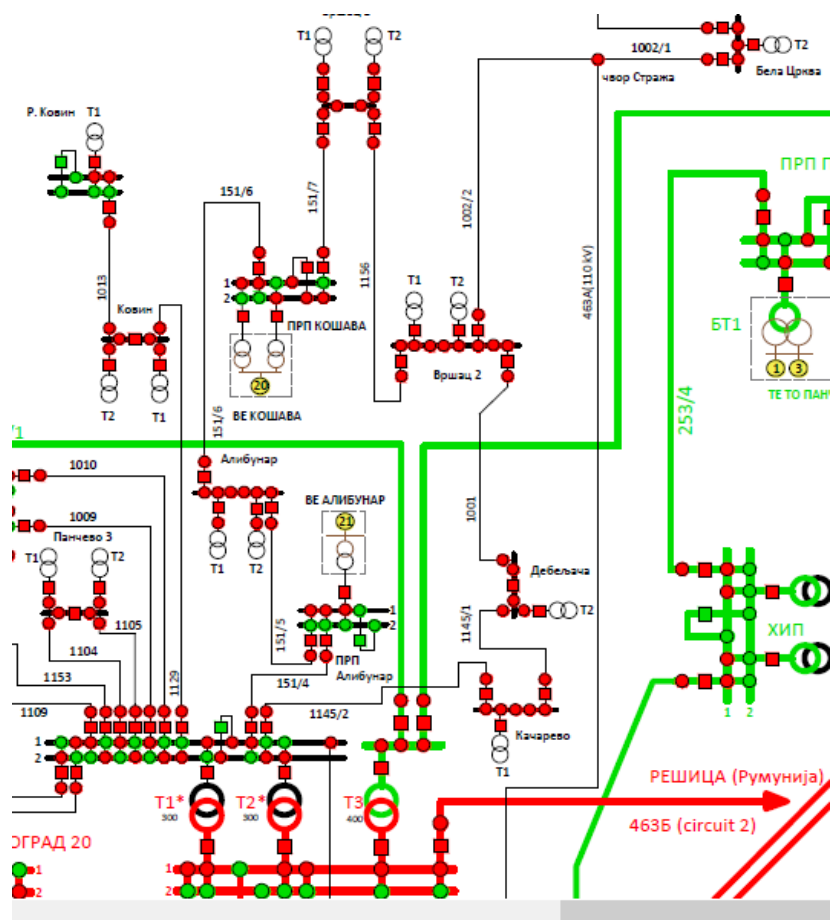 T1
T2
1002/1
T2
Бела Црква
чвор Стража
Р. Ковин
T1
ПРП
151/6
151/7
1002/2
463А(110 kV)
1013
1156
1
2
T1
T2
Ковин
ПРП КОШАВА
БТ1
T2
T1
20
ВЕ КОШАВА
Вршац 2
1
3
ТЕ ТО
151/6
253/4
/1
1010
Алибунар
ВЕ АЛИБУНАР
21
1001
1009
Панчево 3
T1
T2
T1
T2
Дебељача
T2
1105
151/5
1
2
1145/1
ХИП
1104
ПРП
Алибунар
1153
1129
151/4
1109
1145/2
1
2
Качарево
T1
1
2
T1*
300
T2*
300
T3
400
РЕШИЦА (Румунија)
463Б (circuit 2)
ОГРАД 20
1
2
1
2